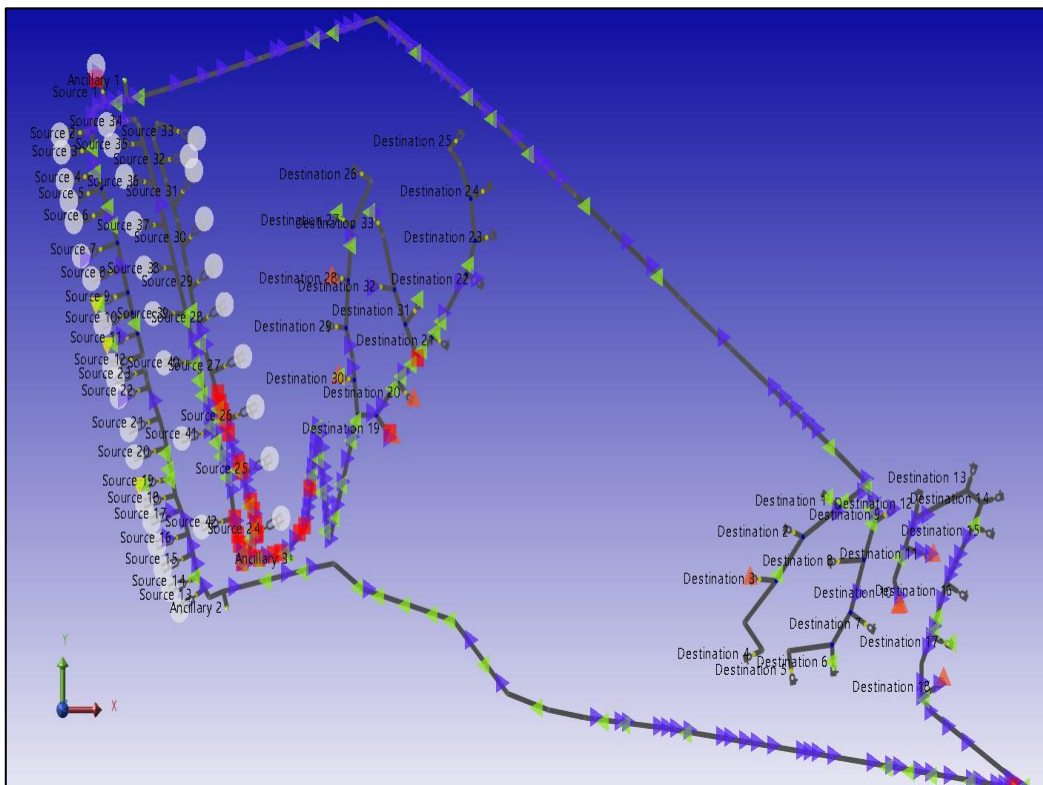 Ancillary 1
Source 1
Source 34
Source 2
Source 33
Source 35
Source 3
Source 32
Source 4
Source 36
Source 5
Source 31
Source 6
Source 37
Source 7
Source 30
Source 8
Source 38
Source 29
Source 9
Source 10
Source 39
Source 28
Source 11
Source 12
Source 40
Source 27
Source 23
Source 22
Source 26
Source 21
Source 41
Source 20
Source 25
Source 19
Source 18
Source 17
Source 42
Source 24
Source 16
Source 15
Ancillary 3
Source 14
Source 13
Ancillary 2
Destination 25
Destination 26
Destination 24
Destination 27
Destination 33
Destination 23
Destination 28
Destination 32
Destination 22
Destination 31
Destination 29
Destination 21
Destination 30
Destination 20
Destination 19
Destination 13
Destination 1
Destination 12
Destination 14
Destination 9
Destination 2
Destination 15
Destination 8
Destination 11
Destination 3
Destination 10
Destination 16
Destination 7
Destination 17
Destination 4
Destination 6
Destination 5
Destination 18
Y
X